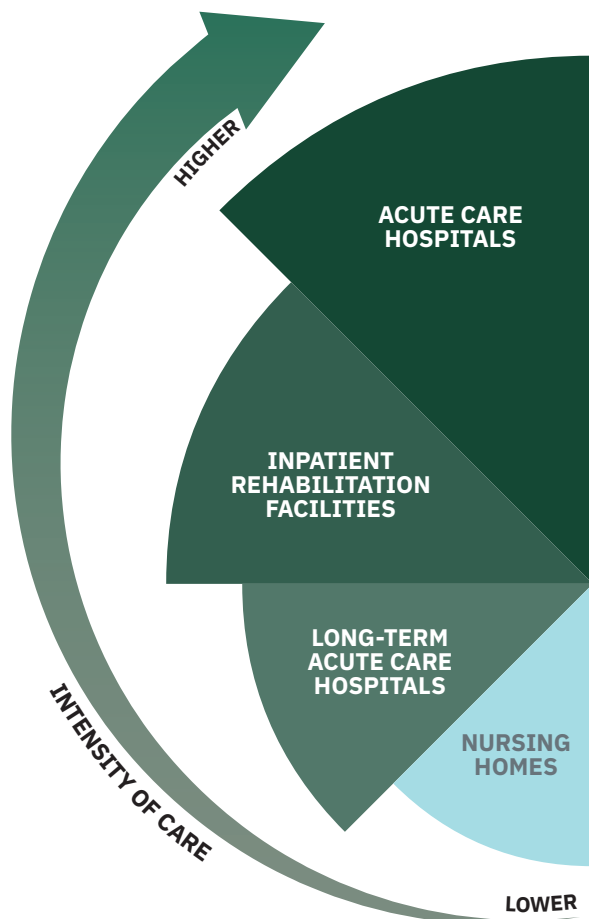 HIGHER
ACUTE CARE
HOSPITALS
INPATIENT
REHABILITATION
FACILITIES
LONG-TERM
ACUTE CARE
HOSPITALS
NURSING
HOMES
INTENSITY OF CARE
LOWER